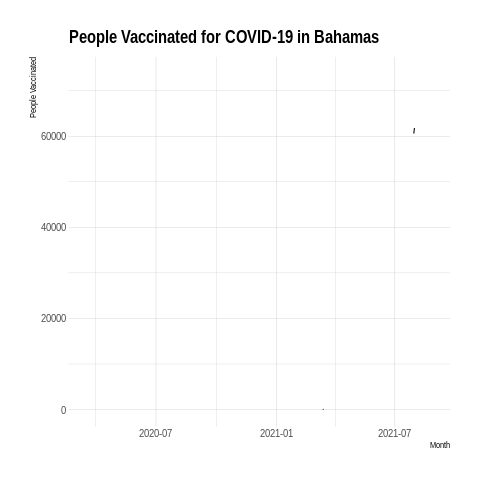 People Vaccinated for COVID-19 in Bahamas
People Vaccinated
60000
40000
20000
0
2020-07
2021-01
2021-07
Month